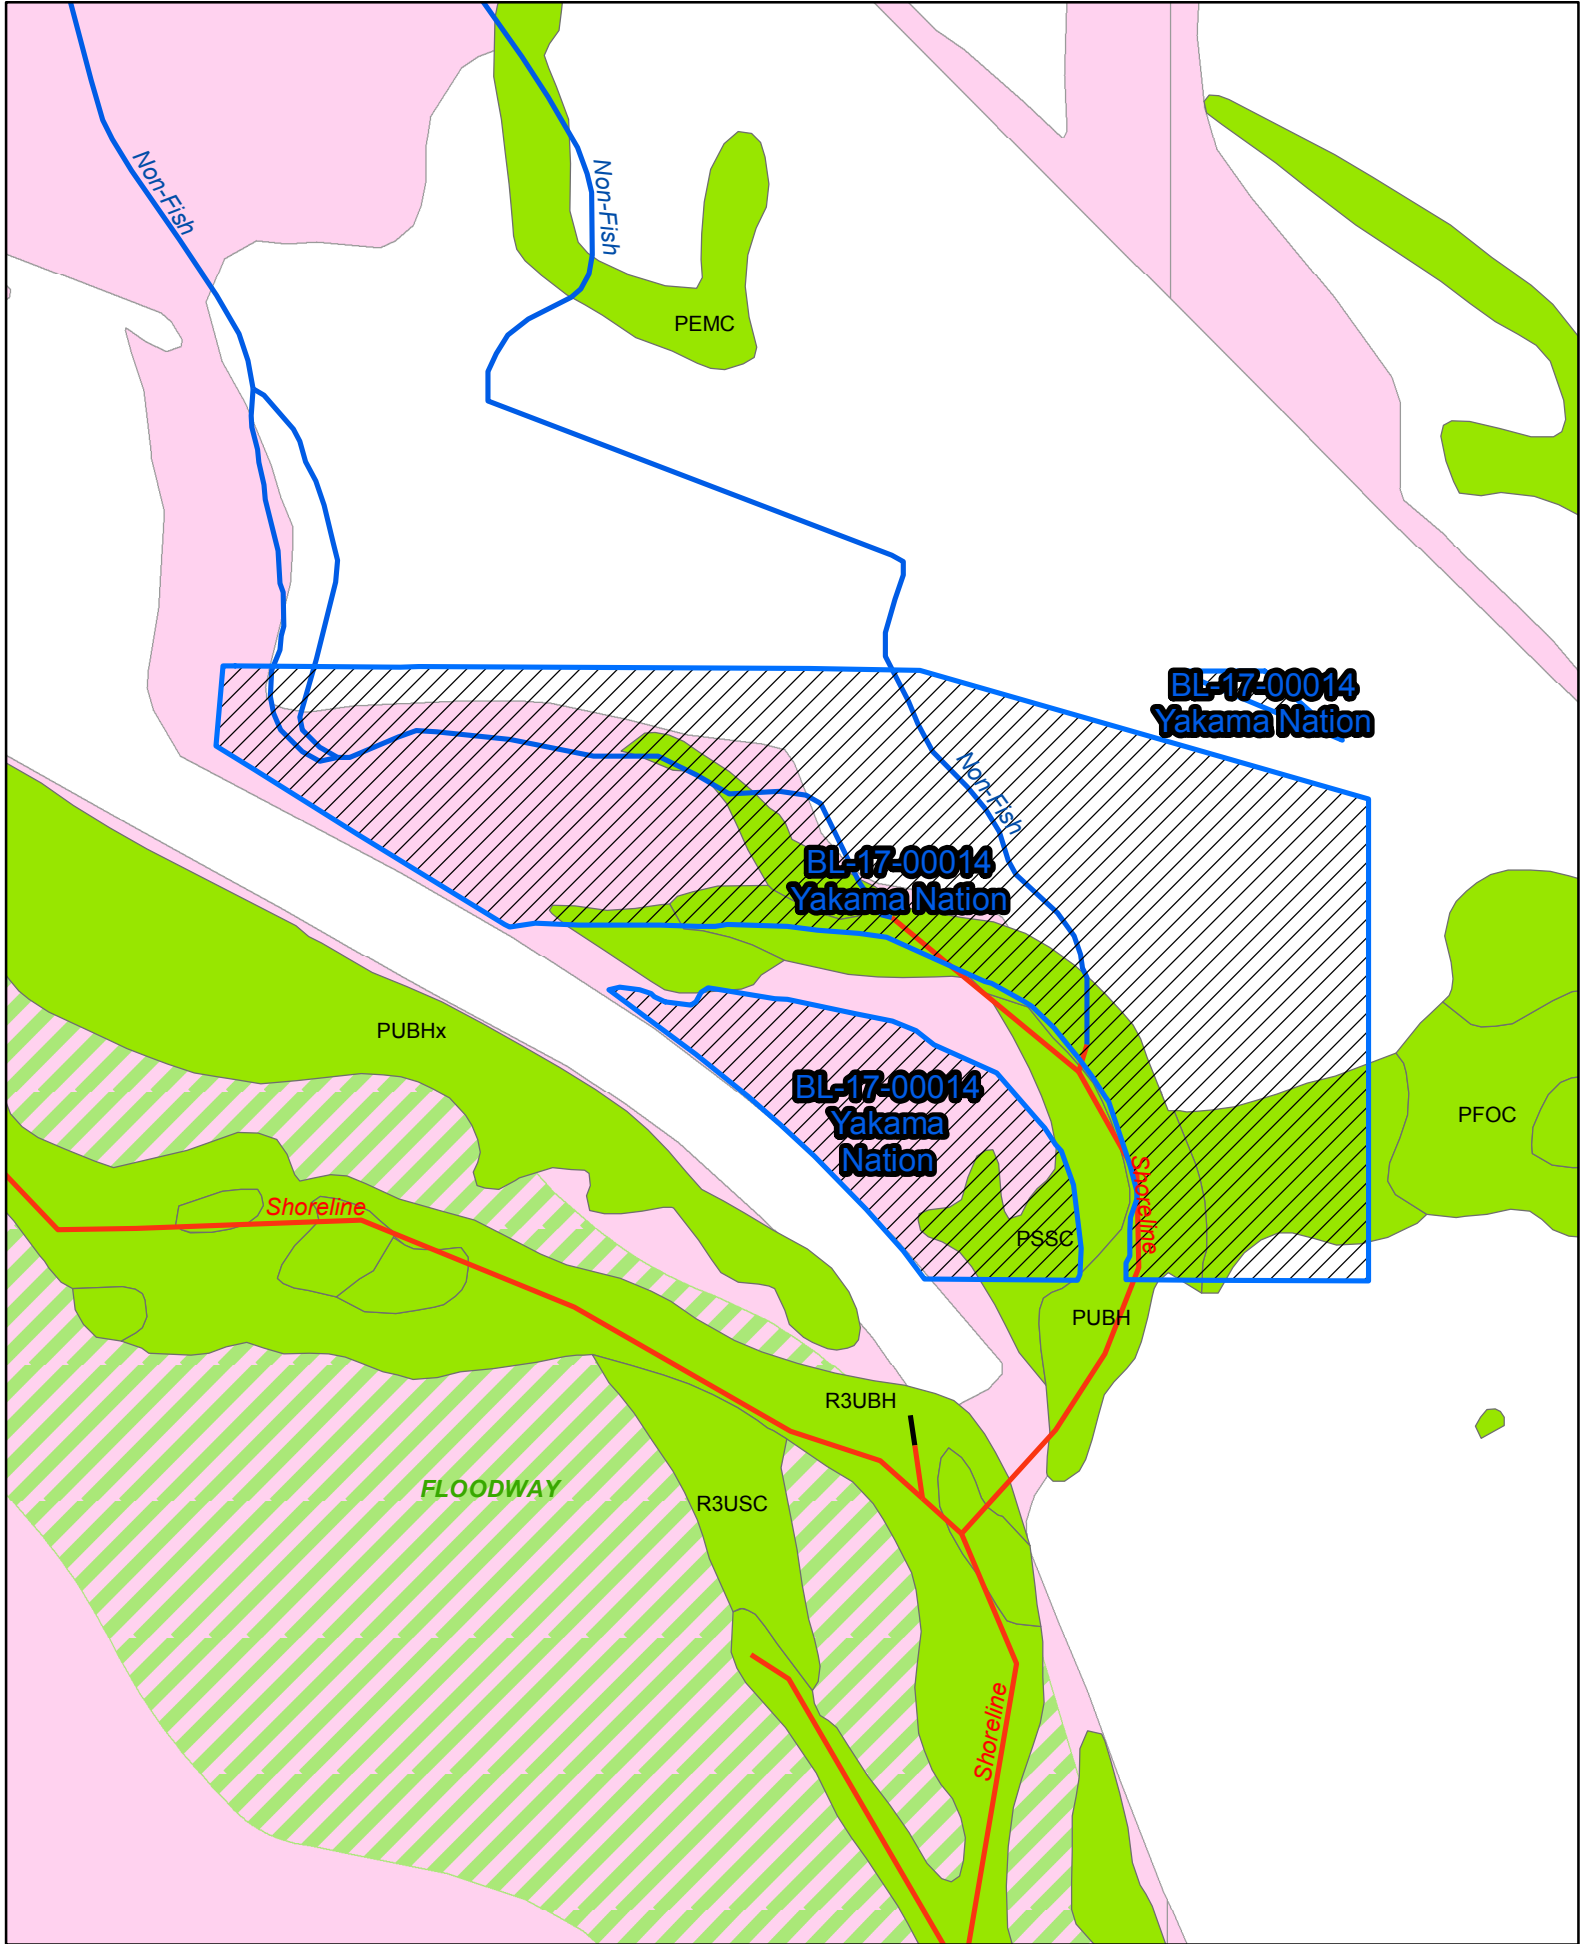 Non-Fish
Non-Fish
PEMC
BL-17-00014
Yakama Nation
Non-Fish
BL-17-00014
Yakama Nation
PUBHx
BL-17-00014
Yakama
Nation
PFOC
Shoreline
Shoreline
PSSC
PUBH
R3UBH
FLOODWAY
R3USC
Shoreline